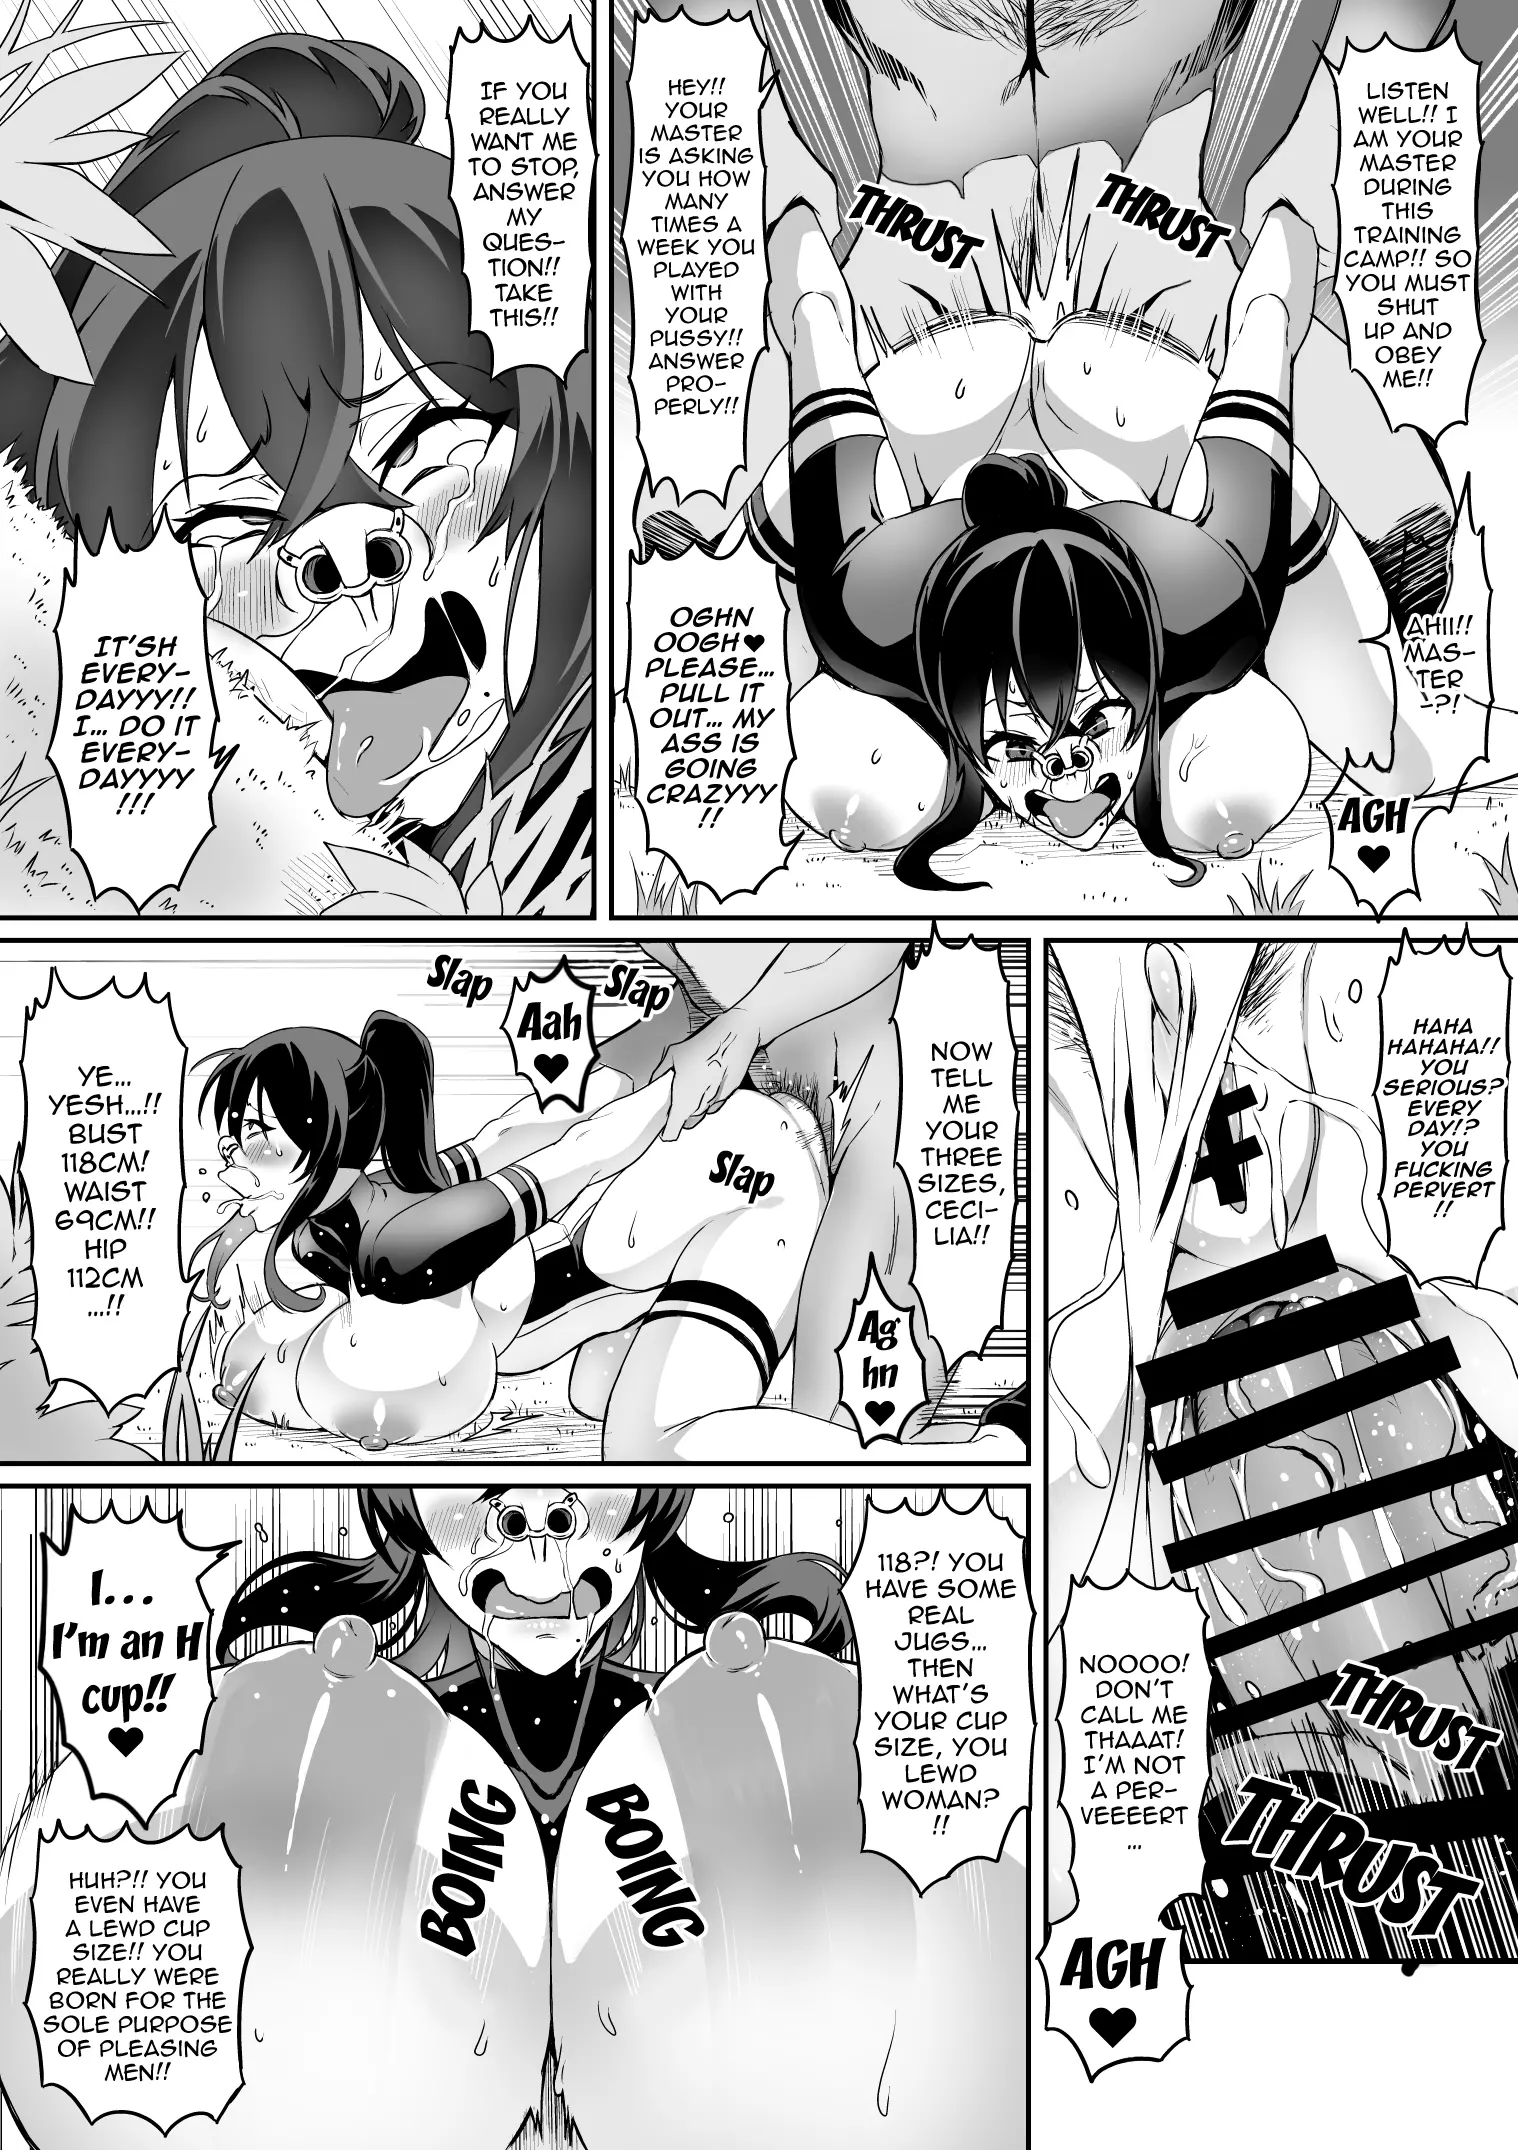 LISTEN
WELL!! I
AM YOUR
MASTER
DURING
THIS
TRAINING
CAMP!! SO
YOU MUST
SHUT
UP AND
OBEY
ME!!
THRUST
THRUST
AHII!!
MAS-
TER
-?!
AGH
♥
HEY!!
YOUR
MASTER
IS ASKING
YOU HOW
MANY
TIMES A
WEEK YOU
PLAYED
WITH
YOUR
PUSSY!!
ANSWER
PRO-
PERLY!!
OGHN
OOGH♥
PLEASE...
PULL IT
OUT... MY
ASS IS
GOING
CRAZYYY
!!
IF YOU
REALLY
WANT ME
TO STOP,
ANSWER
MY
QUES-
TION!!
TAKE
THIS!!
IT'SH
EVERY-
DAYYY!!
I... DO IT
EVERY-
DAYYYY
!!!
HAHA
HAHAHA!!
YOU
SERIOUS?
EVERY
DAY!?
YOU
FUCKING
PERVERT
!!
NOOOO!
DON'T
CALL ME
THAAAT!
I'M NOT
A PER-
VEEEERT
...
THRUST
THRUST
AGH
♥
NOW
TELL
ME
YOUR
THREE
SIZES,
CECI-
LIA!!
Slap
Aah
♥
Slap
Slap
Ag
hn
♥
YE...
YESH...!!
BUST
118CM!
WAIST
69CM!!
HIP
112CM
...!!
118?! YOU
HAVE SOME
REAL
JUGS...
THEN
WHAT'S
YOUR CUP
SIZE, YOU
LEWD
WOMAN?
!!
I...
I'm an H
cup!!
♥
BOING
BOING
HUH?!! YOU
EVEN HAVE
A LEWD CUP
SIZE!! YOU
REALLY WERE
BORN FOR THE
SOLE PURPOSE
OF PLEASING
MEN!!